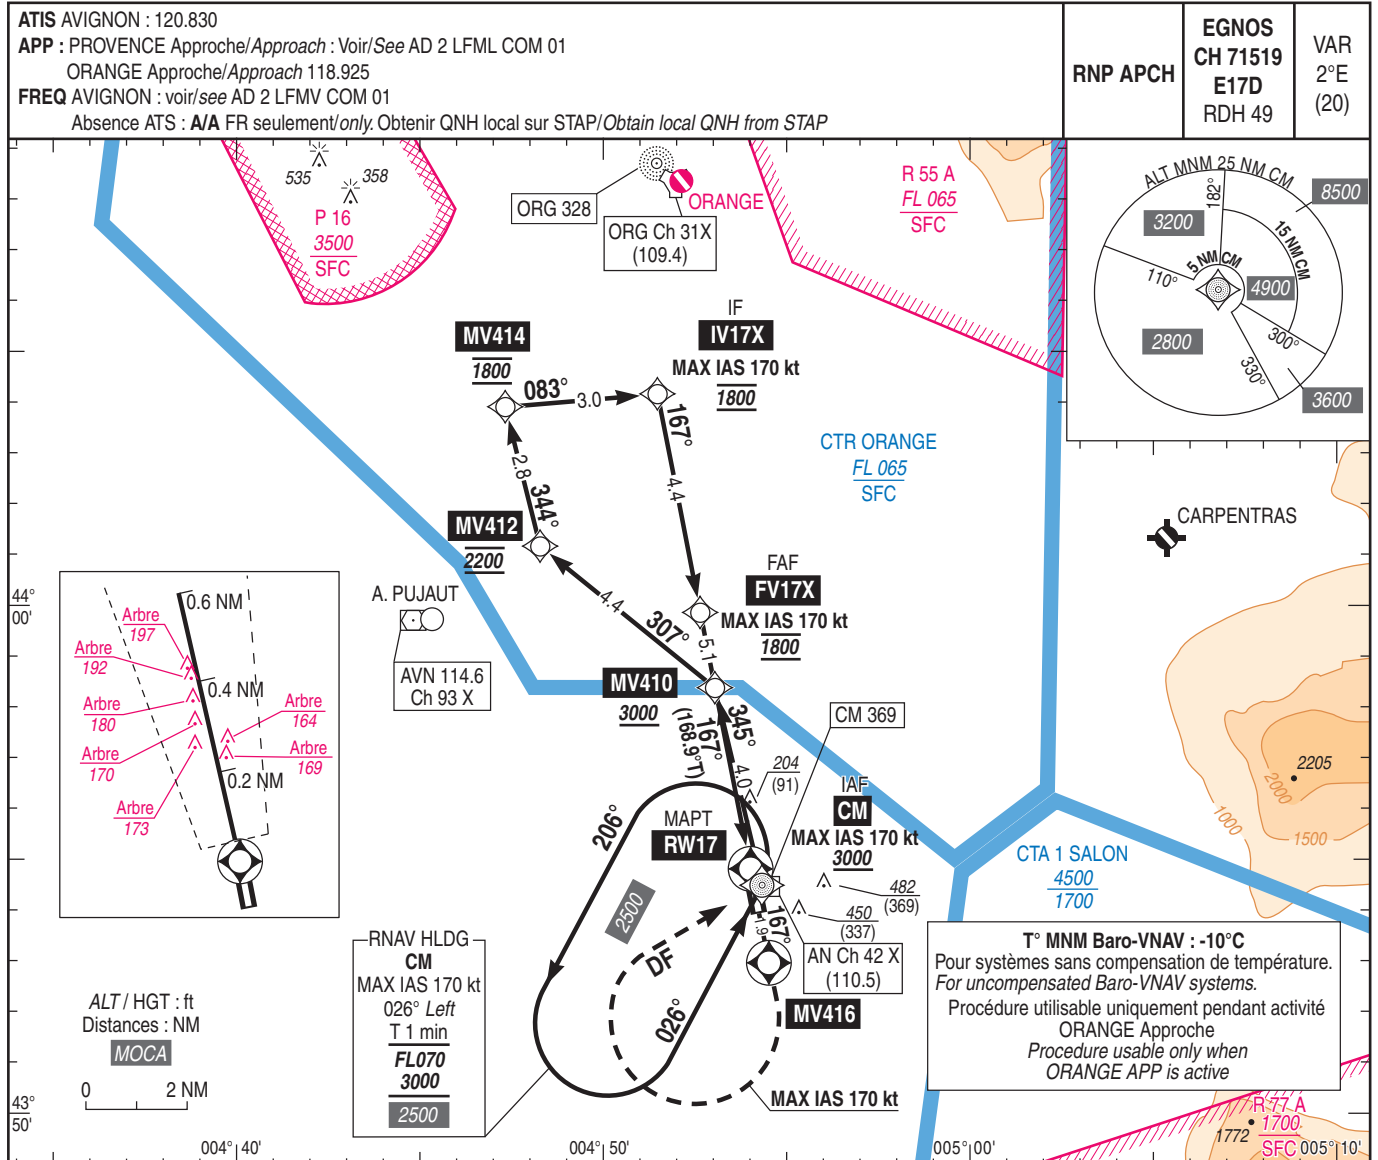 ATIS AVIGNON : 120.830
APP : PROVENCE Approche/Approach : Voir/See AD 2 LFML COM 01
ORANGE Approche/Approach 118.925
FREQ AVIGNON : voir/see AD 2 LFMV COM 01
Absence ATS : A/A FR seulement/only. Obtenir QNH local sur STAP/Obtain local QNH from STAP
RNP APCH
EGNOS
CH 71519
E17D
RDH 49
VAR
2°E
(20)
535
358
P 16
3500
SFC
ORG 328
ORANGE
ORG Ch 31X
(109.4)
R 55 A
FL 065
SFC
ALT MNM 25 NM CM
182°
8500
3200
15 NM CM
5 NM CM
110°
4900
2800
300°
330°
3600
IF
IV17X
MAX IAS 170 kt
1800
MV414
1800
083°
3.0
167°
4.4
2.8
344°
MV412
2200
CTR ORANGE
FL 065
SFC
CARPENTRAS
44°
00'
A. PUJAUT
AVN 114.6
Ch 93 X
4.4
307°
FAF
FV17X
MAX IAS 170 kt
1800
5.1
MV410
3000
345°
167°
(168.9°T)
4.0
CM 369
204
(91)
IAF
CM
MAX IAS 170 kt
3000
MAPT
RW17
206°
2500
482
(369)
450
(337)
167°
1.9
AN Ch 42 X
(110.5)
DF
026°
MV416
MAX IAS 170 kt
0.6 NM
Arbre
197
Arbre
192
0.4 NM
Arbre
180
Arbre
164
Arbre
170
Arbre
169
0.2 NM
Arbre
173
2205
2000
1000
1500
CTA 1 SALON
4500
1700
RNAV HLDG
CM
MAX IAS 170 kt
026° Left
T 1 min
FL070
3000
2500
ALT / HGT : ft
Distances : NM
MOCA
0
2 NM
T° MNM Baro-VNAV : -10°C
Pour systèmes sans compensation de température.
For uncompensated Baro-VNAV systems.
Procédure utilisable uniquement pendant activité
ORANGE Approche
Procedure usable only when
ORANGE APP is active
R 77 A
1700
SFC
1772
43°
50'
004° 40'
004° 50'
005° 00'
005° 10'